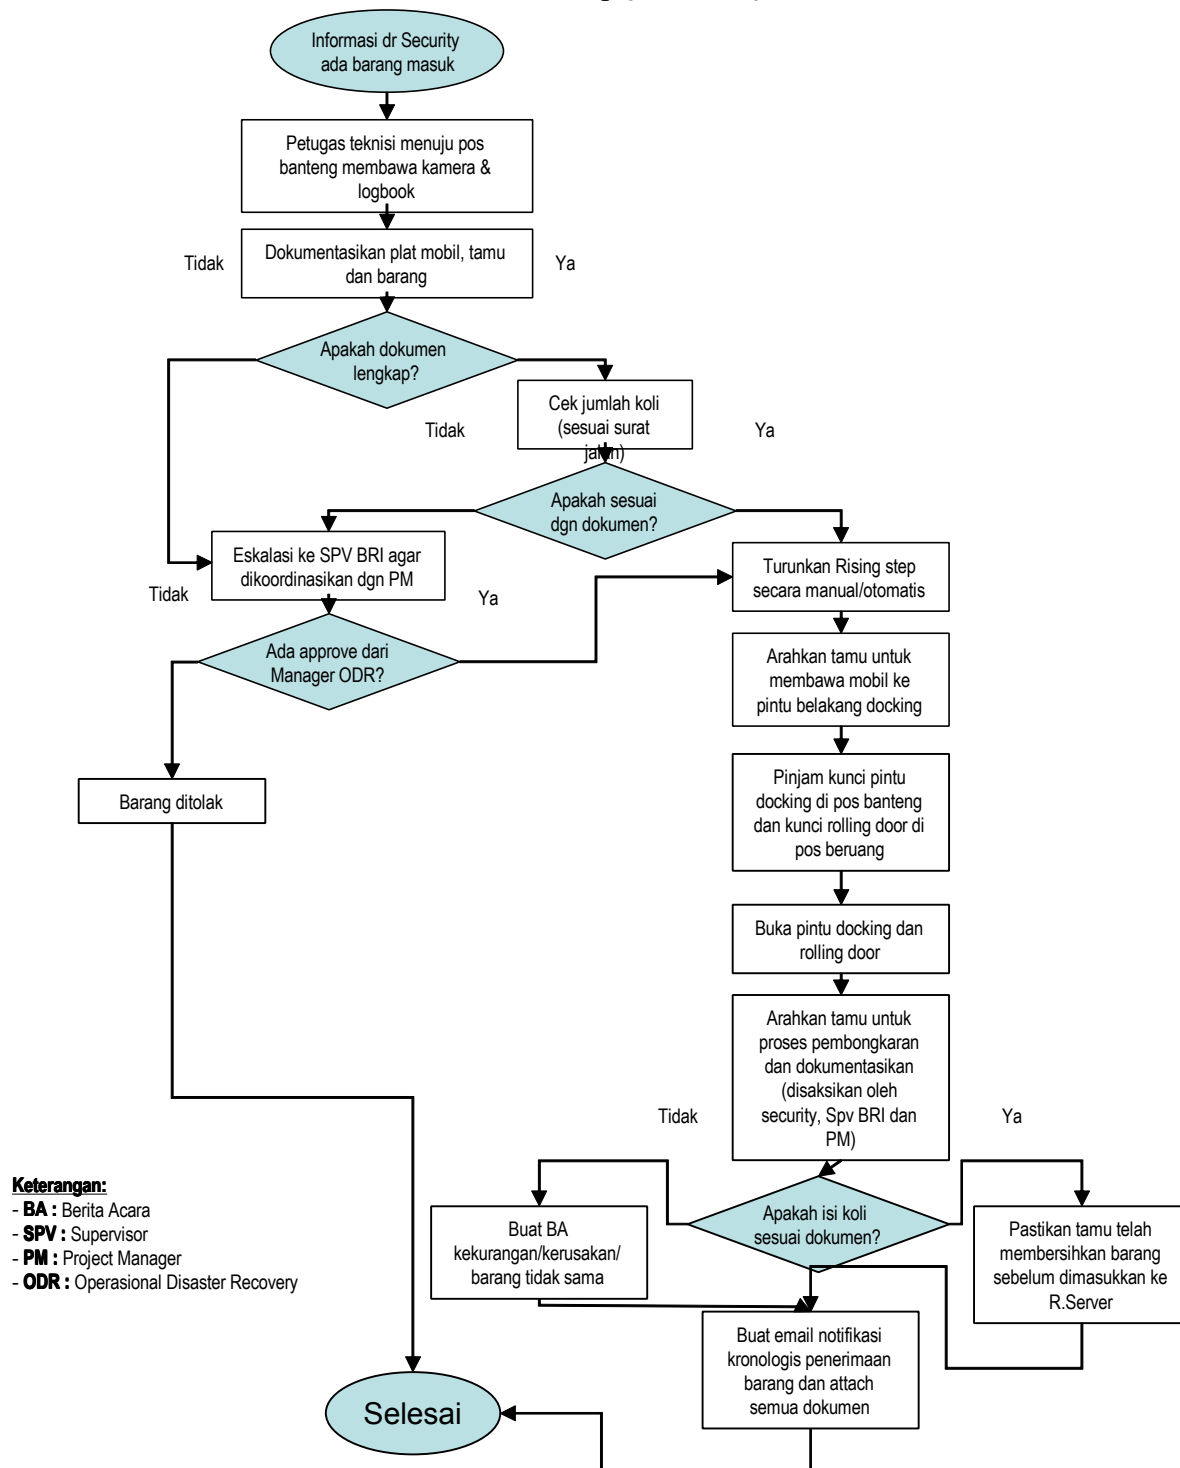 Informasi dr Security
ada barang masuk
Petugas teknisi menuju pos
banteng membawa kamera &
logbook
Tidak
Dokumentasikan plat mobil, tamu
dan barang
Ya
Apakah dokumen
lengkap?
Cek jumlah koli
(sesuai surat
jalan)
Tidak
Ya
Apakah sesuai
dgn dokumen?
Eskalasi ke SPV BRI agar
dikoordinasikan dgn PM
Turunkan Rising step
secara manual/otomatis
Tidak
Ya
Ada approve dari
Manager ODR?
Arahkan tamu untuk
membawa mobil ke
pintu belakang docking
Barang ditolak
Pinjam kunci pintu
docking di pos banteng
dan kunci rolling door di
pos beruang
Buka pintu docking dan
rolling door
Arahkan tamu untuk
proses pembongkaran
dan dokumentasikan
(disaksikan oleh
security, Spv BRI dan
PM)
Tidak
Ya
Apakah isi koli
sesuai dokumen?
Buat BA
kekurangan/kerusakan/
barang tidak sama
Pastikan tamu telah
membersihkan barang
sebelum dimasukkan ke
R.Server
Keterangan:
- BA : Berita Acara
- SPV : Supervisor
- PM : Project Manager
- ODR : Operasional Disaster Recovery
Buat email notifikasi
kronologis penerimaan
barang dan attach
semua dokumen
Selesai